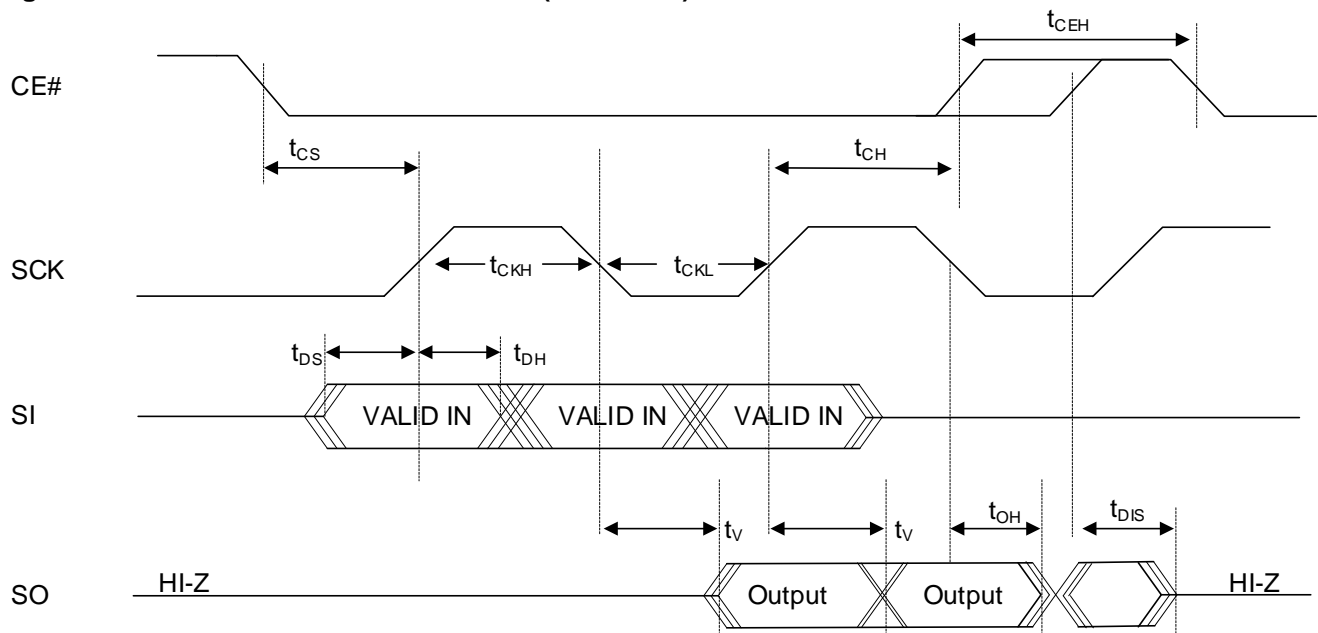 tCEH
CE#
tCS
tCH
SCK
tCKH
tCKL
tDS
tDH
SI
VALID IN
VALID IN
VALID IN
tV
tV
tOH
tDIS
SO
HI-Z
Output
Output
HI-Z